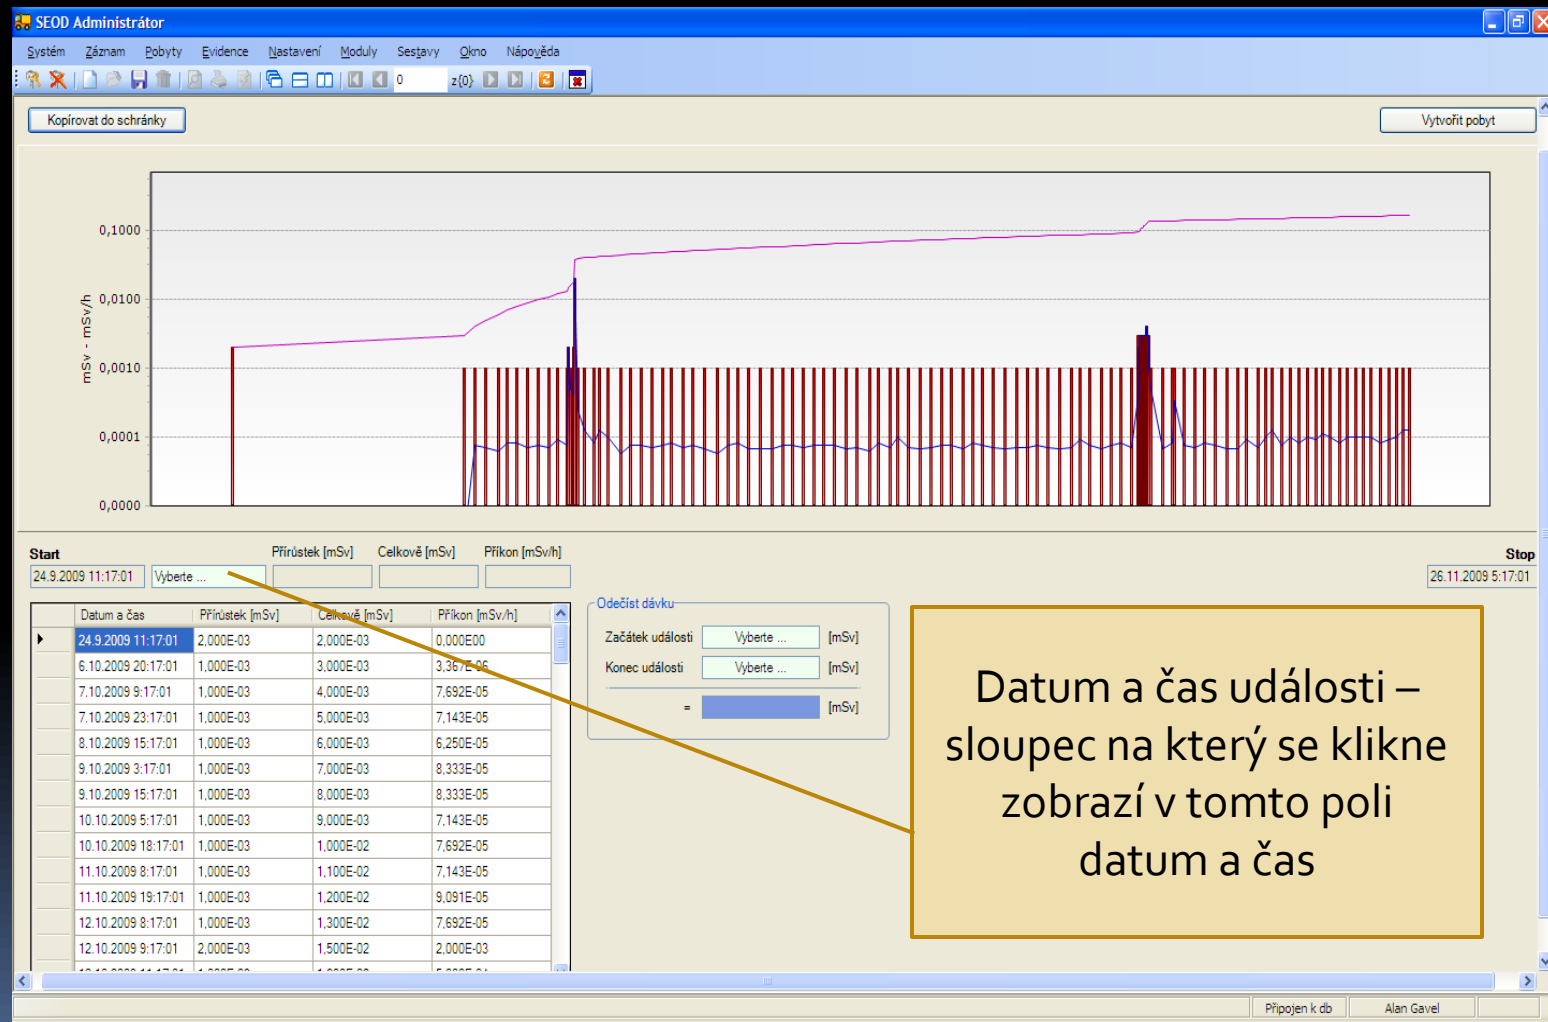 SEOD Administrátor
Systém Záznam Pobyty Evidence Nastavení Moduly Sestavy Okno Nápověda
0 z{0}
Kopírovat do schránky Vytvořit pobyt
mSv - mSv/h
0,1000
0,0100
0,0010
0,0001
0,0000
Start Přírůstek [mSv] Celkově [mSv] Příkon [mSv/h] Stop
24.9.2009 11:17:01 Vyberte ... 26.11.2009 5:17:01
Datum a čas Přírůstek [mSv] Celkově [mSv] Příkon [mSv/h]
24.9.2009 11:17:01 2,000E-03 2,000E-03 0,000E00
6.10.2009 20:17:01 1,000E-03 3,000E-03 3,367E-06
7.10.2009 9:17:01 1,000E-03 4,000E-03 7,692E-05
7.10.2009 23:17:01 1,000E-03 5,000E-03 7,143E-05
8.10.2009 15:17:01 1,000E-03 6,000E-03 6,250E-05
9.10.2009 3:17:01 1,000E-03 7,000E-03 8,333E-05
9.10.2009 15:17:01 1,000E-03 8,000E-03 8,333E-05
10.10.2009 5:17:01 1,000E-03 9,000E-03 7,143E-05
10.10.2009 18:17:01 1,000E-03 1,000E-02 7,692E-05
11.10.2009 8:17:01 1,000E-03 1,100E-02 7,143E-05
11.10.2009 19:17:01 1,000E-03 1,200E-02 9,091E-05
12.10.2009 8:17:01 1,000E-03 1,300E-02 7,692E-05
12.10.2009 9:17:01 2,000E-03 1,500E-02 2,000E-03
Odečíst dávku
Začátek události Vyberte ... [mSv]
Konec události Vyberte ... [mSv]
= [mSv]
Datum a čas události –
sloupec na který se klikne
zobrazí v tomto poli
datum a čas
Připojen k db Alan Gavel